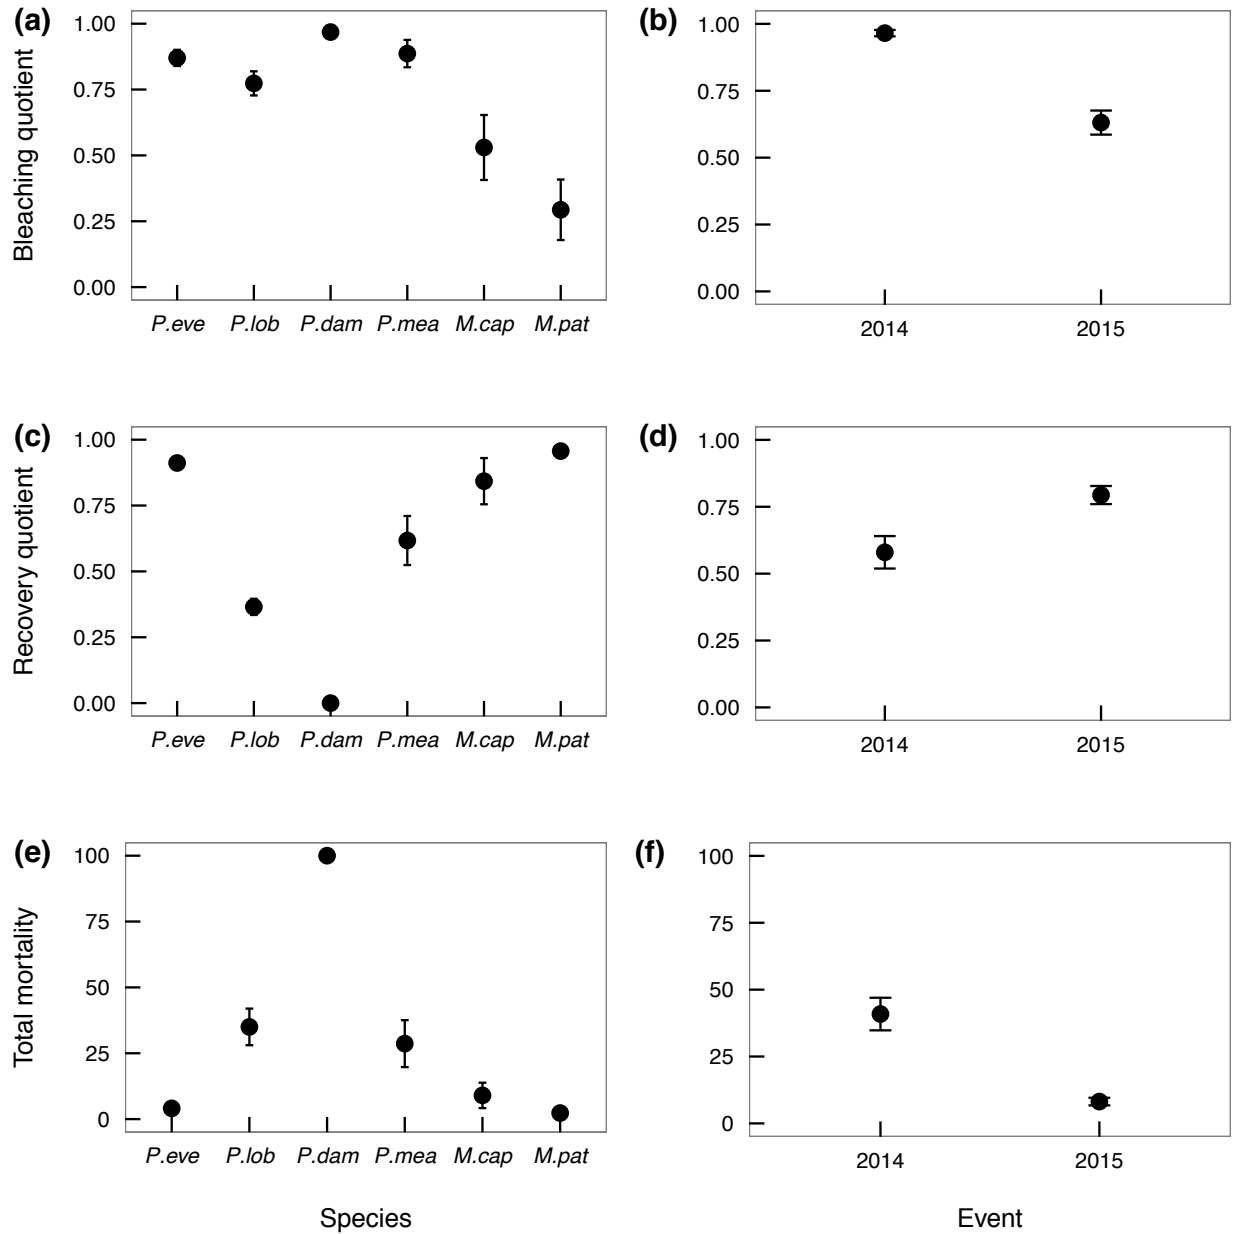 (a)
Bleaching quotient
1.00
0.75
0.50
0.25
0.00
P.eve P.lob P.dam P.mea M.cap M.pat
(b)
1.00
0.75
0.50
0.25
0.00
2014 2015
(c)
Recovery quotient
1.00
0.75
0.50
0.25
0.00
P.eve P.lob P.dam P.mea M.cap M.pat
(d)
1.00
0.75
0.50
0.25
0.00
2014 2015
(e)
Total mortality
100
75
50
25
0
P.eve P.lob P.dam P.mea M.cap M.pat
Species
(f)
100
75
50
25
0
2014 2015
Event